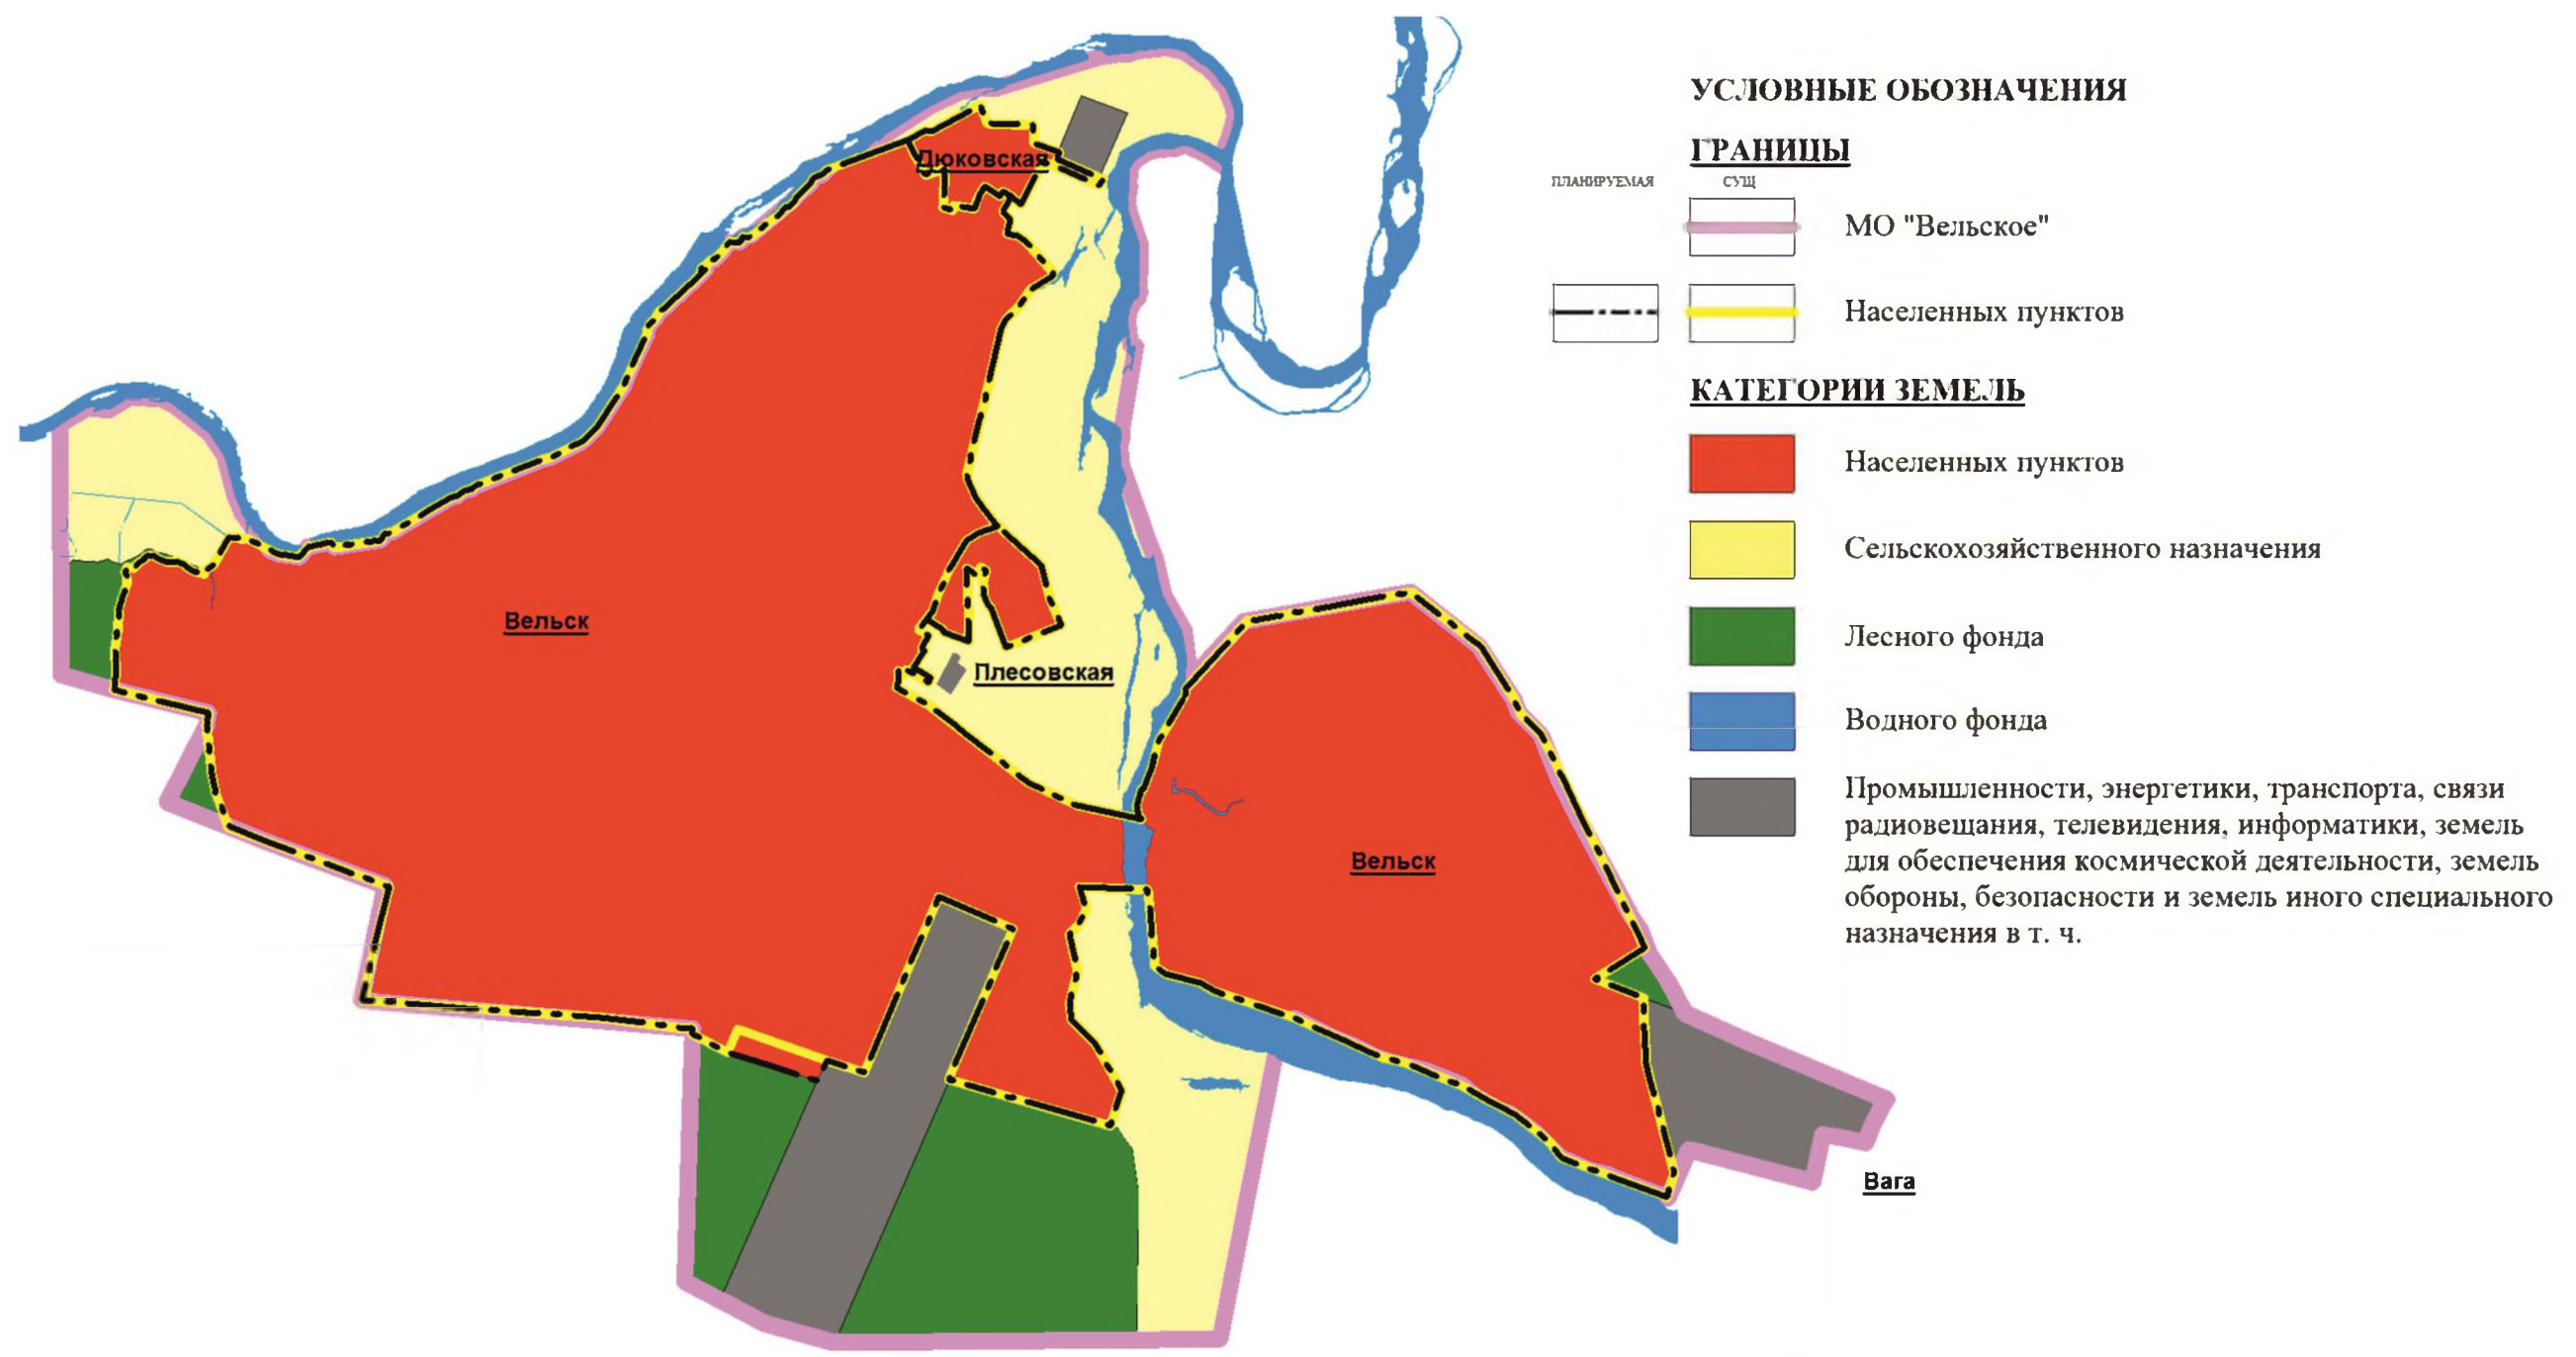 УСЛОВНЫЕ ОБОЗНАЧЕНИЯ
ГРАНИЦЫ
ПЛАНИРУЕМАЯ СУЩ
МО "Вельское"
Населенных пунктов
КАТЕГОРИИ ЗЕМЕЛЬ
Населенных пунктов
Сельскохозяйственного назначения
Лесного фонда
Водного фонда
Промышленности, энергетики, транспорта, связи
радиовещания, телевидения, информатики, земель
для обеспечения космической деятельности, земель
обороны, безопасности и земель иного специального
назначения в т. ч.
Дюковская
Вельск
Плесовская
Вельск
Вага